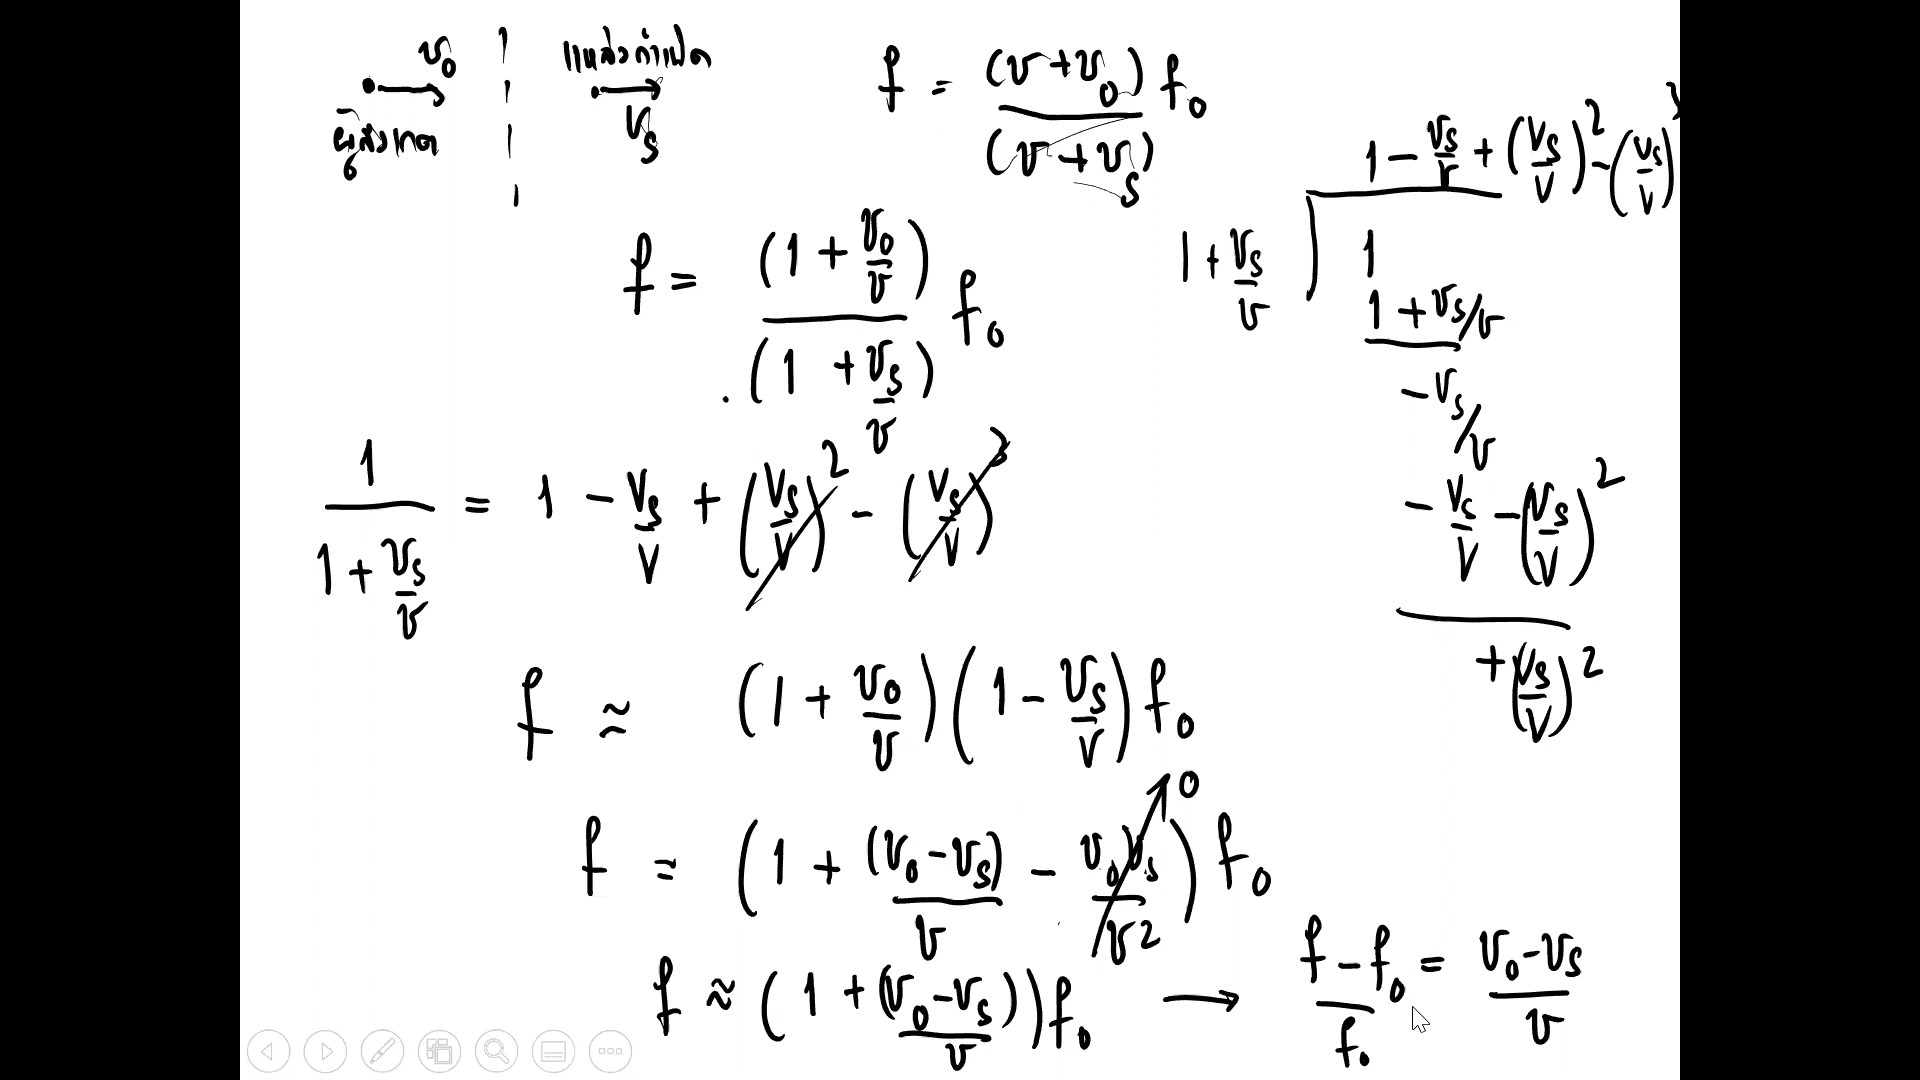 v₀
ผู้สังเกต
แหล่งกำเนิด
vₛ
f = (v + v₀) / (v + vₛ) f₀
f = (1 + v₀/v) / (1 + vₛ/v) f₀
1 - vₛ/v + (vₛ/v)² - (vₛ/v)³
1 + vₛ/v
1
1 + vₛ/v
- vₛ/v
- vₛ/v - (vₛ/v)²
+ (vₛ/v)²
1 / (1 + vₛ/v) = 1 - vₛ/v + (vₛ/v)² - (vₛ/v)³
f ≈ (1 + v₀/v)(1 - vₛ/v) f₀
f = (1 + (v₀ - vₛ)/v - v₀vₛ/v²) f₀
0
f ≈ (1 + (v₀ - vₛ)/v) f₀ → (f - f₀)/f₀ = (v₀ - vₛ)/v